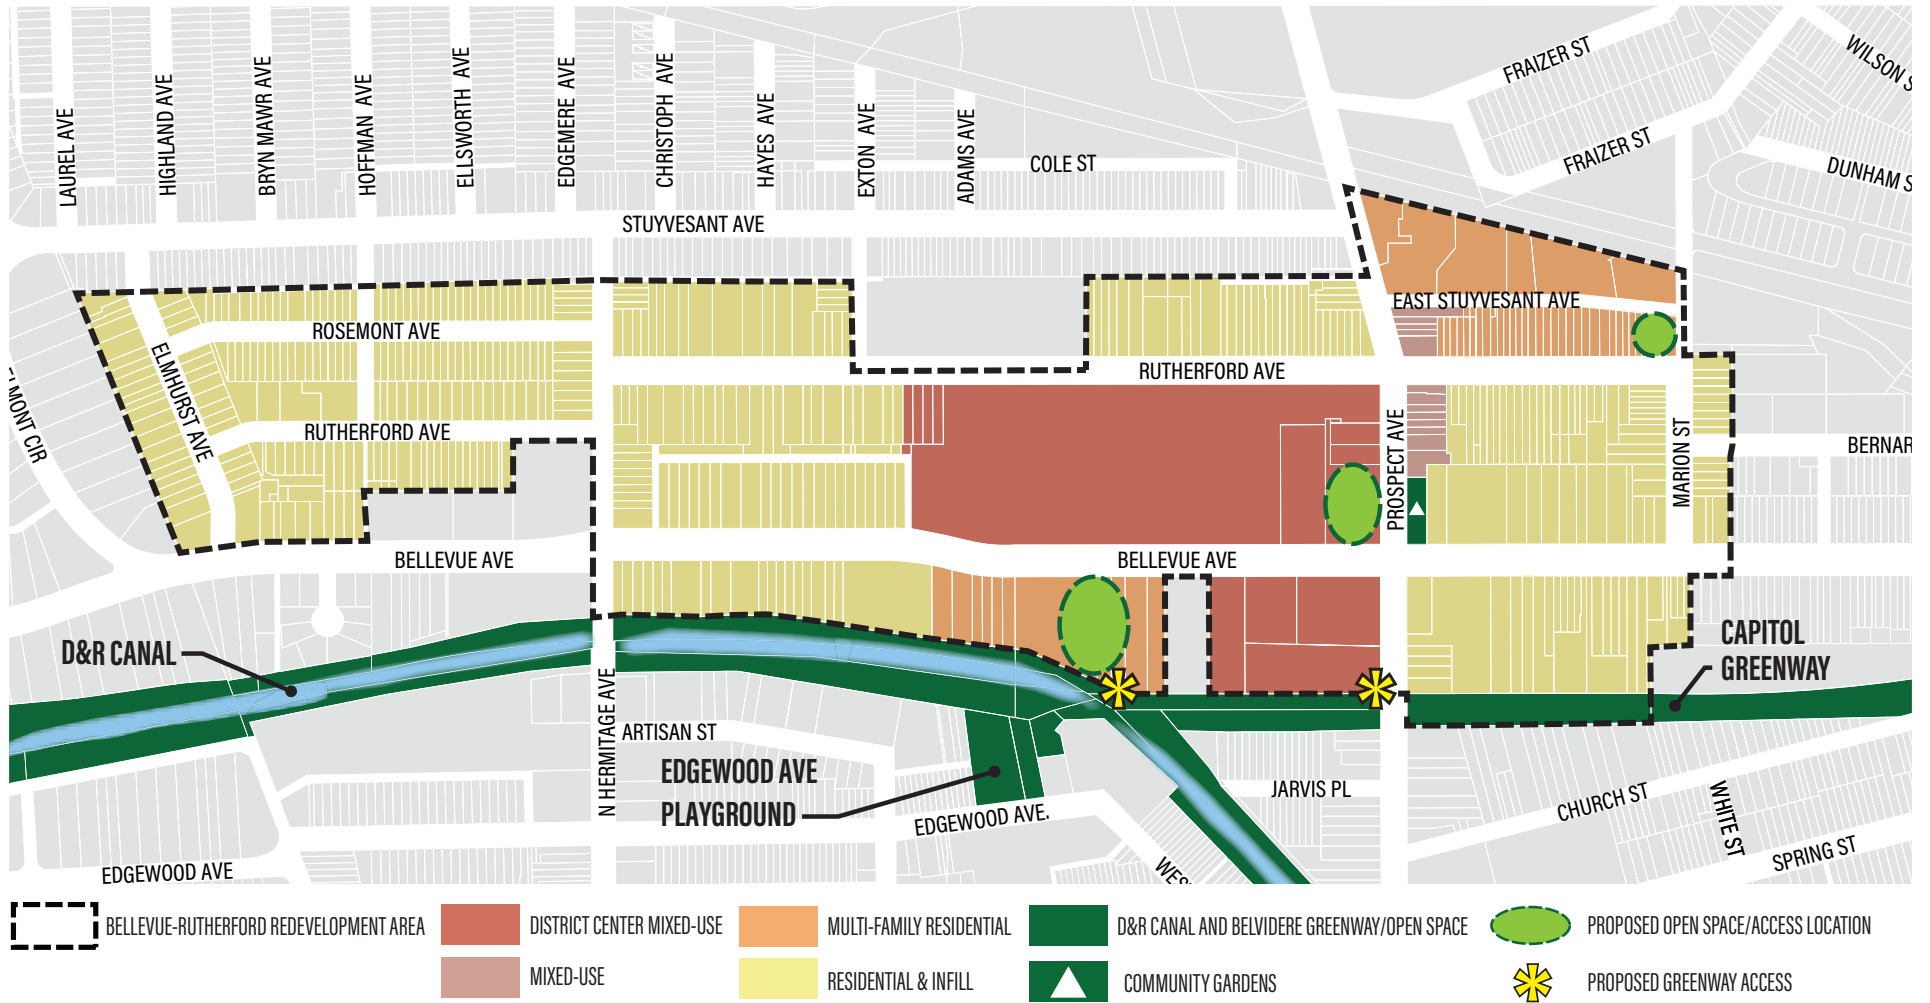 LAUREL AVE
HIGHLAND AVE
BRYN MAWR AVE
HOFFMAN AVE
ELLSWORTH AVE
EDGEMERE AVE
CHRISTOPH AVE
HAYES AVE
EXTON AVE
ADAMS AVE
COLE ST
FRAIZER ST
FRAIZER ST
WILSON S
DUNHAM S
STUYVESANT AVE
EAST STUYVESANT AVE
ROSEMONT AVE
ELMHURST AVE
LMONT CIR
RUTHERFORD AVE
RUTHERFORD AVE
PROSPECT AVE
MARION ST
BERNAR
BELLEVUE AVE
BELLEVUE AVE
D&R CANAL
CAPITOL
GREENWAY
N HERMITAGE AVE
ARTISAN ST
EDGEWOOD AVE
PLAYGROUND
EDGEWOOD AVE.
JARVIS PL
CHURCH ST
WHITE ST
SPRING ST
WES
EDGEWOOD AVE
BELLEVUE-RUTHERFORD REDEVELOPMENT AREA
DISTRICT CENTER MIXED-USE
MULTI-FAMILY RESIDENTIAL
D&R CANAL AND BELVIDERE GREENWAY/OPEN SPACE
PROPOSED OPEN SPACE/ACCESS LOCATION
MIXED-USE
RESIDENTIAL & INFILL
COMMUNITY GARDENS
PROPOSED GREENWAY ACCESS